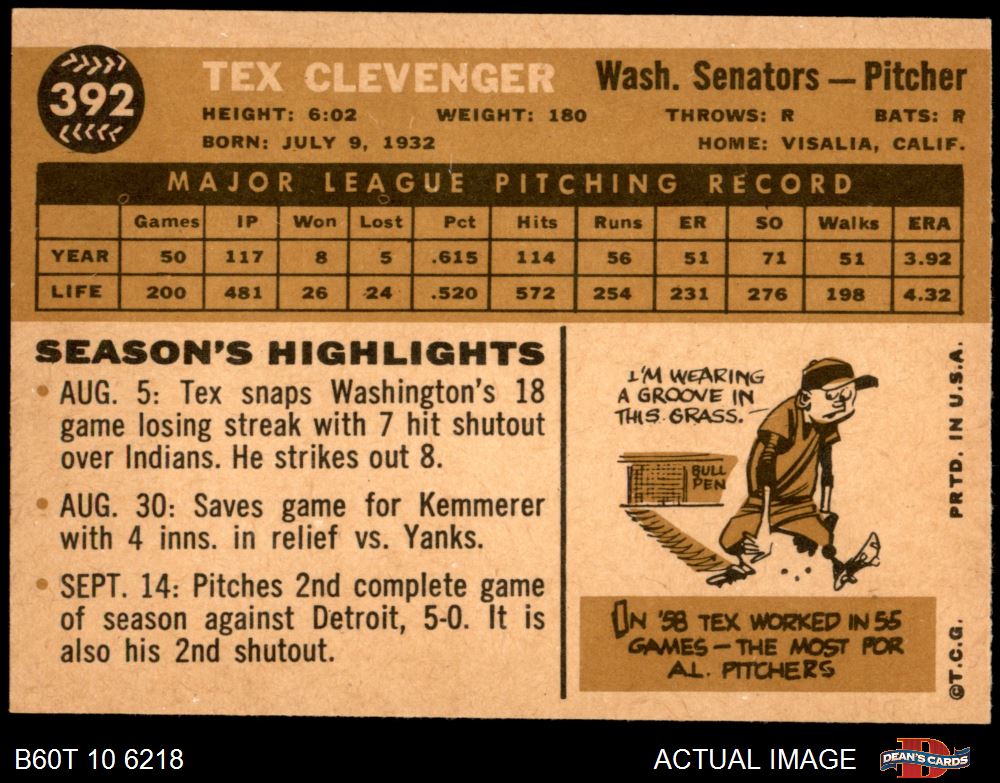 392
TEX CLEVENGER
Wash. Senators — Pitcher
HEIGHT: 6:02 WEIGHT: 180 THROWS: R BATS: R
BORN: JULY 9, 1932 HOME: VISALIA, CALIF.
MAJOR LEAGUE PITCHING RECORD
Games IP Won Lost Pct Hits Runs ER SO Walks ERA
YEAR 50 117 8 5 .615 114 56 51 71 51 3.92
LIFE 200 481 26 24 .520 572 254 231 276 198 4.32
SEASON'S HIGHLIGHTS
• AUG. 5: Tex snaps Washington's 18
game losing streak with 7 hit shutout
over Indians. He strikes out 8.
• AUG. 30: Saves game for Kemmerer
with 4 inns. in relief vs. Yanks.
• SEPT. 14: Pitches 2nd complete game
of season against Detroit, 5-0. It is
also his 2nd shutout.
I'M WEARING
A GROOVE IN
THIS GRASS.
BULL
PEN
IN '58 TEX WORKED IN 55
GAMES — THE MOST FOR
A.L. PITCHERS
PRTD. IN U.S.A.
©T.C.G.
B60T 10 6218
ACTUAL IMAGE
DEAN'S CARDS